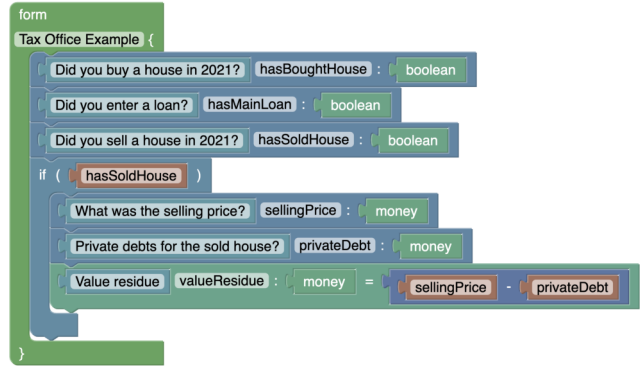 form
Tax Office Example {
Did you buy a house in 2021? hasBoughtHouse : boolean
Did you enter a loan? hasMainLoan : boolean
Did you sell a house in 2021? hasSoldHouse : boolean
if ( hasSoldHouse )
What was the selling price? sellingPrice : money
Private debts for the sold house? privateDebt : money
Value residue valueResidue : money = sellingPrice - privateDebt
}